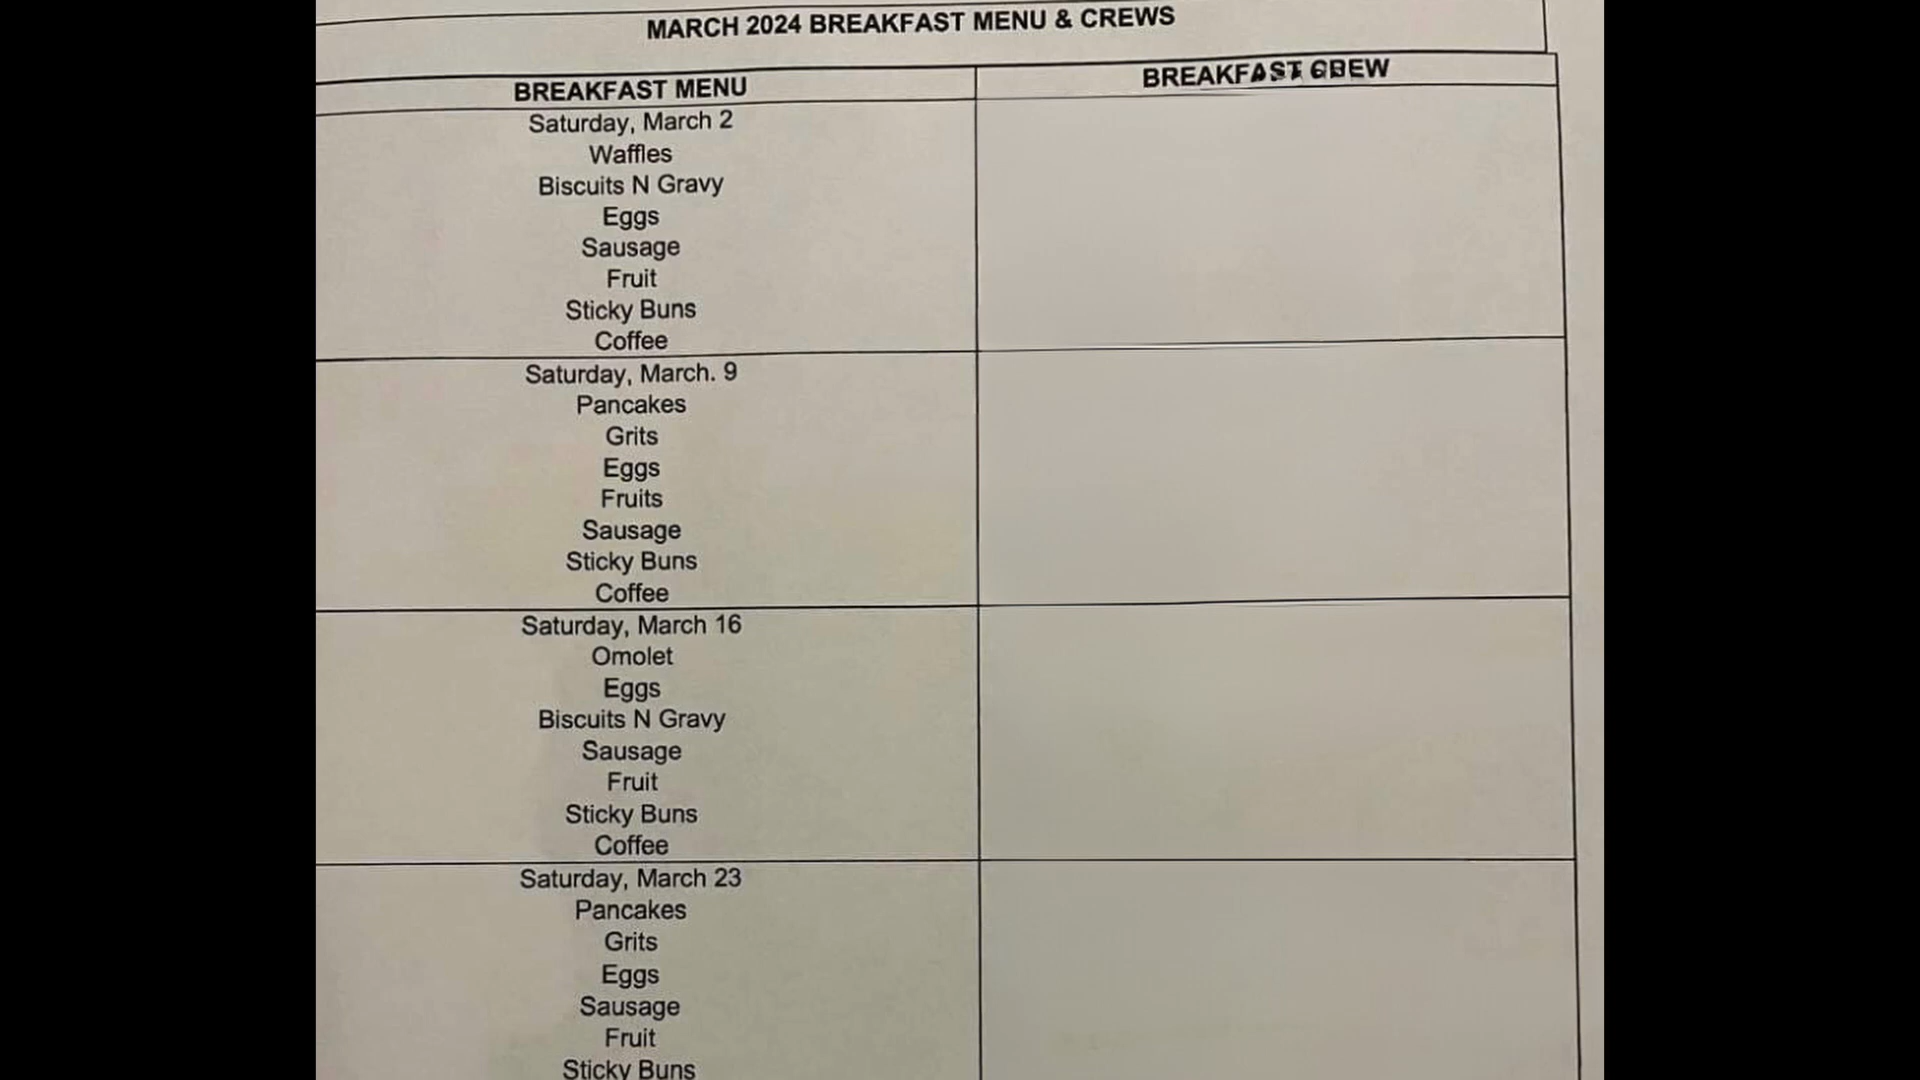 MARCH 2024 BREAKFAST MENU & CREWS
BREAKFAST MENU
BREAKFAST CREW
Saturday, March 2
Waffles
Biscuits N Gravy
Eggs
Sausage
Fruit
Sticky Buns
Coffee
Saturday, March. 9
Pancakes
Grits
Eggs
Fruits
Sausage
Sticky Buns
Coffee
Saturday, March 16
Omolet
Eggs
Biscuits N Gravy
Sausage
Fruit
Sticky Buns
Coffee
Saturday, March 23
Pancakes
Grits
Eggs
Sausage
Fruit
Sticky Buns